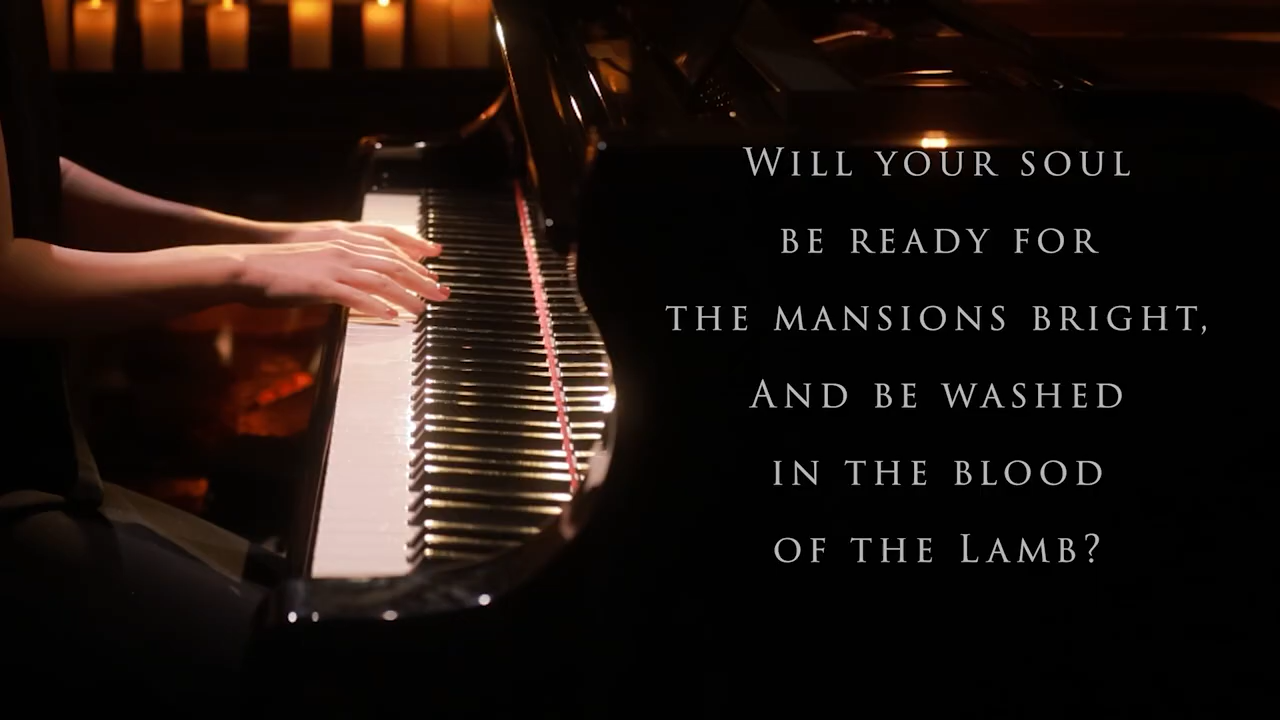 Will your soul
be ready for
the mansions bright,
And be washed
in the blood
of the Lamb?